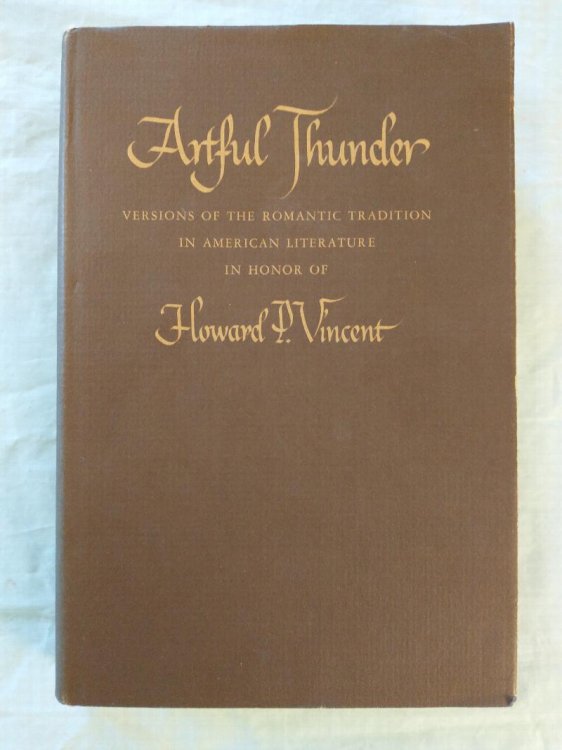 Artful Thunder
VERSIONS OF THE ROMANTIC TRADITION
IN AMERICAN LITERATURE
IN HONOR OF
Howard P. Vincent